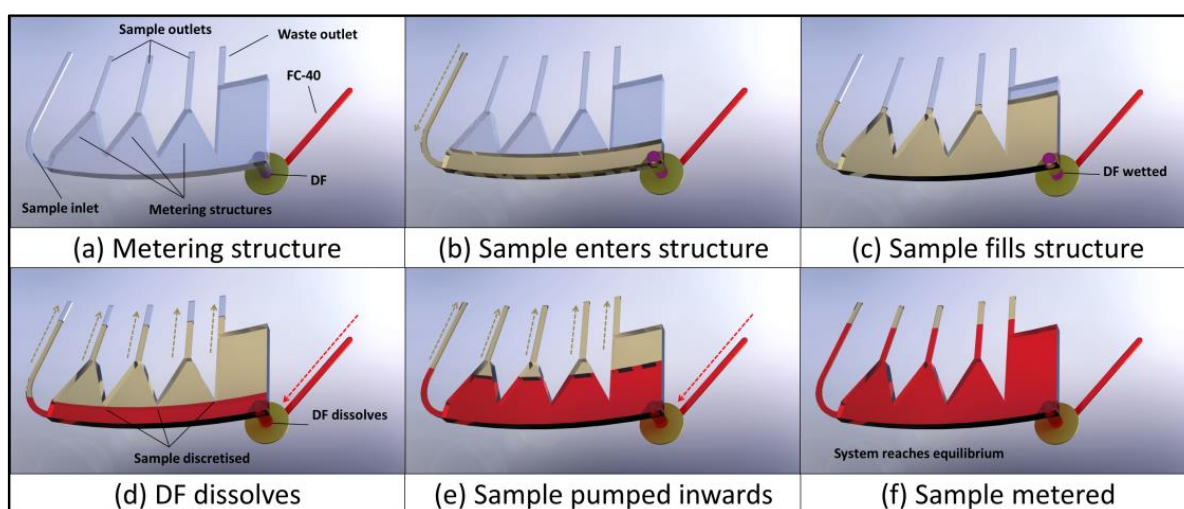 Sample outlets
Waste outlet
FC-40
DF
Sample inlet
Metering structures
(a) Metering structure
(b) Sample enters structure
DF wetted
(c) Sample fills structure
DF dissolves
Sample discretised
(d) DF dissolves
(e) Sample pumped inwards
System reaches equilibrium
(f) Sample metered